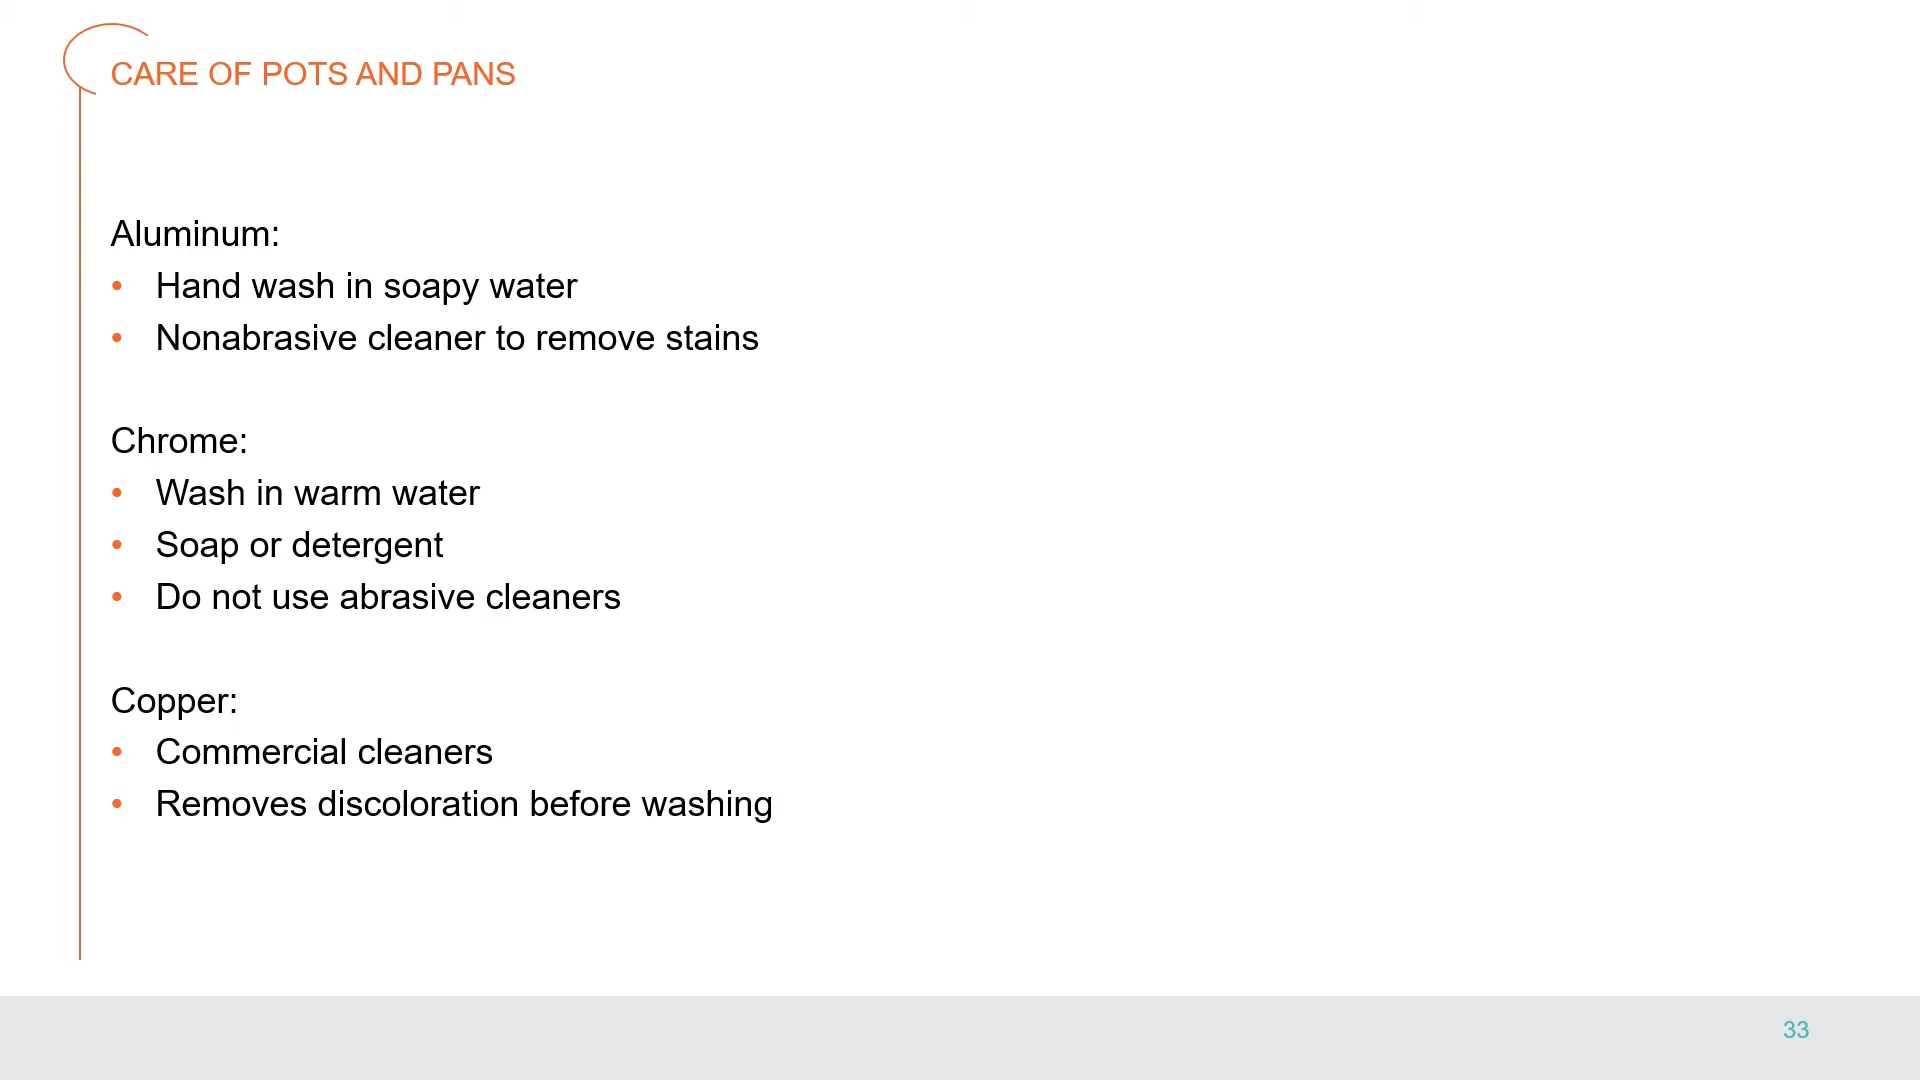 CARE OF POTS AND PANS
Aluminum:
• Hand wash in soapy water
• Nonabrasive cleaner to remove stains
Chrome:
• Wash in warm water
• Soap or detergent
• Do not use abrasive cleaners
Copper:
• Commercial cleaners
• Removes discoloration before washing
33